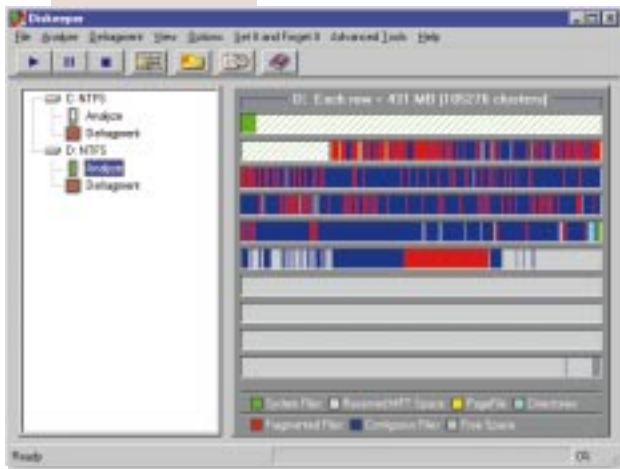 Diskeeper
File Analyze Defragment View Options Set It and Forget It Advanced Tools Help
C: NTFS
Analyze
Defragment
D: NTFS
Analyze
Defragment
D: Each row = 431 MB (105276 clusters)
System Files Reserved MFT Space PageFile Directories
Fragmented Files Contiguous Files Free Space
Ready 0%